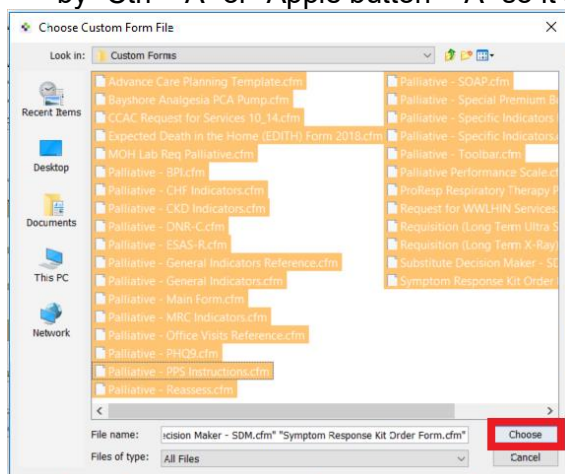 by "Ctrl + A" or "Apple button + A" so it
Choose Custom Form File
Look in:
Custom Forms
Recent Items
Desktop
Documents
This PC
Network
Advance Care Planning Template.cfm
Bayshore Analgesia PCA Pump.cfm
CCAC Request for Services 10_14.cfm
Expected Death in the Home (EDITH) Form 2018.cfm
MOH Lab Req Palliative.cfm
Palliative - BPI.cfm
Palliative - CHF Indicators.cfm
Palliative - CKD Indicators.cfm
Palliative - DNR-C.cfm
Palliative - ESAS-R.cfm
Palliative - General Indicators Reference.cfm
Palliative - General Indicators.cfm
Palliative - Main Form.cfm
Palliative - MRC Indicators.cfm
Palliative - Office Visits Reference.cfm
Palliative - PHQ9.cfm
Palliative - PPS Instructions.cfm
Palliative - Reassess.cfm
Palliative - SOAP.cfm
Palliative - Special Premium B
Palliative - Specific Indicators
Palliative - Specific Indicators.
Palliative - Toolbar.cfm
Palliative Performance Scale.cf
ProResp Respiratory Therapy P
Request for WWLHIN Services.
Requisition (Long Term Ultra S
Requisition (Long Term X-Ray)
Substitute Decision Maker - SD
Symptom Response Kit Order
File name:
ecision Maker - SDM.cfm" "Symptom Response Kit Order Form.cfm"
Choose
Files of type:
All Files
Cancel